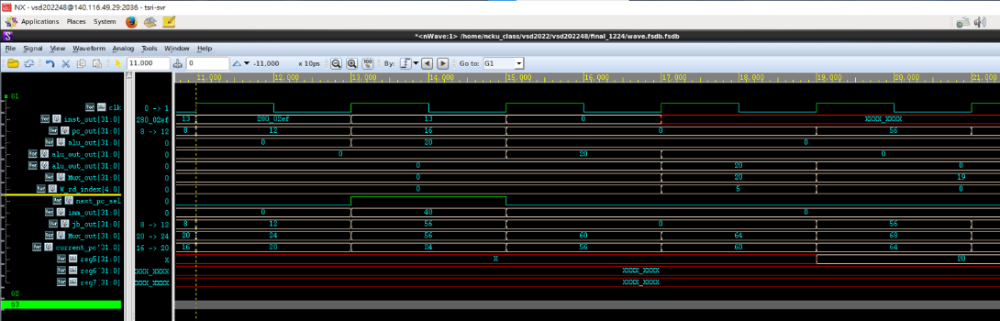 NX - vsd202248@140.116.49.29:2036 - tsri-svr
Applications Places System
*<nWave:1> /home/ncku_class/vsd2022/vsd202248/final_1224/wave.fsdb.fsdb
File Signal View Waveform Analog Tools Window Help
11,000 0 -11,000 x 10ps 100% By: Go to: G1
11,000 12,000 13,000 14,000 15,000 16,000 17,000 18,000 19,000 20,000 21,000
G1
clk 0 -> 1
inst_out[31:0] 280_02ef 13 280_02ef 13 0 XXXX_XXXX
pc_out[31:0] 8 -> 12 8 12 16 0 56
alu_out[31:0] 0 0 20 0
alu_out_out[31:0] 0 0 20 0
alu_out_out[31:0] 0 0 20 0
Mux_out[31:0] 0 0 20 19
W_rd_index[4:0] 0 0 5 0
next_pc_sel 0
imm_out[31:0] 0 0 40 0
jb_out[31:0] 8 -> 12 8 12 56 0 56
Mux_out[31:0] 20 -> 24 20 24 56 60 64 68
current_pc[31:0] 16 -> 20 16 20 24 56 60 64
reg5[31:0] X X 20
reg6[31:0] XXXX_XXXX XXXX_XXXX
reg7[31:0] XXXX_XXXX XXXX_XXXX
G2
G3